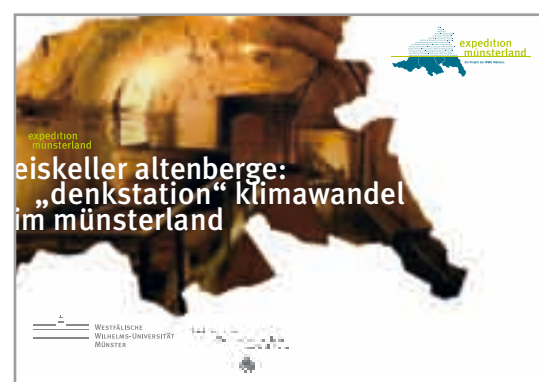 expedition
münsterland
expedition
münsterland
eiskeller altenberge:
„denkstation“ klimawandel
im münsterland
Westfälische
Wilhelms-Universität
Münster